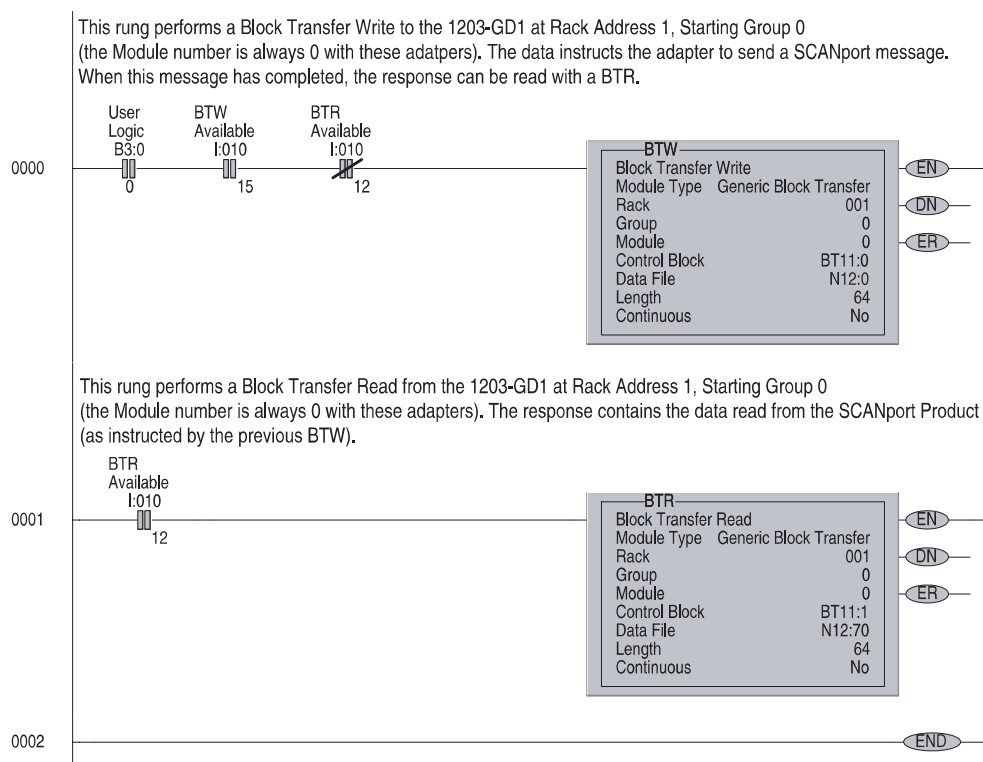 This rung performs a Block Transfer Write to the 1203-GD1 at Rack Address 1, Starting Group 0
(the Module number is always 0 with these adatpers). The data instructs the adapter to send a SCANport message.
When this message has completed, the response can be read with a BTR.
User BTW BTR
Logic Available Available
B3:0 I:010 I:010
0000
0 15 12
BTW
Block Transfer Write
Module Type Generic Block Transfer
Rack 001
Group 0
Module 0
Control Block BT11:0
Data File N12:0
Length 64
Continuous No
EN
DN
ER
This rung performs a Block Transfer Read from the 1203-GD1 at Rack Address 1, Starting Group 0
(the Module number is always 0 with these adapters). The response contains the data read from the SCANport Product
(as instructed by the previous BTW).
BTR
Available
I:010
0001
12
BTR
Block Transfer Read
Module Type Generic Block Transfer
Rack 001
Group 0
Module 0
Control Block BT11:1
Data File N12:70
Length 64
Continuous No
EN
DN
ER
0002
END